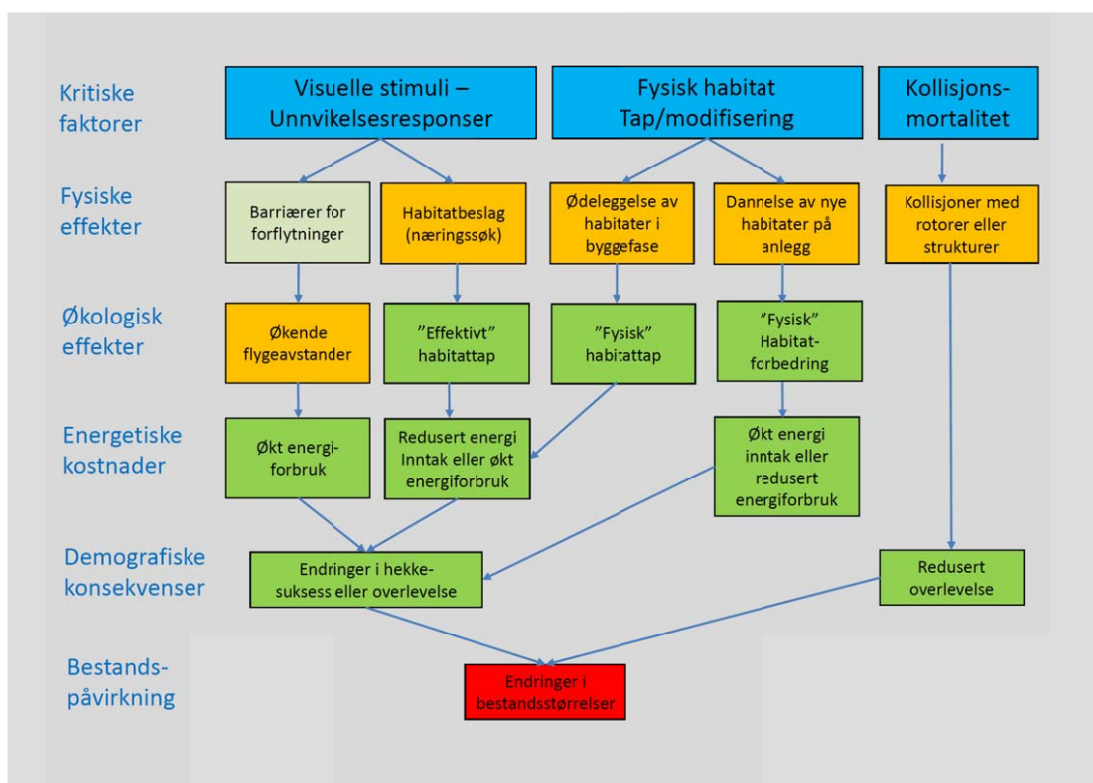 Kritiske
faktorer
Visuelle stimuli –
Unnvikelsesresponser
Fysisk habitat
Tap/modifisering
Kollisjons-
mortalitet
Fysiske
effekter
Barriærer for
forflytninger
Habitatbeslag
(næringssøk)
Ødeleggelse av
habitater i
byggefase
Dannelse av nye
habitater på
anlegg
Kollisjoner med
rotorer eller
strukturer
Økologisk
effekter
Økende
flygeavstander
”Effektivt”
habitattap
”Fysisk”
habitattap
”Fysisk”
Habitat-
forbedring
Energetiske
kostnader
Økt energi-
forbruk
Redusert energi
Inntak eller økt
energiforbruk
Økt energi
inntak eller
redusert
energiforbruk
Demografiske
konsekvenser
Endringer i hekke-
suksess eller overlevelse
Redusert
overlevelse
Bestands-
påvirkning
Endringer i
bestandsstørrelser